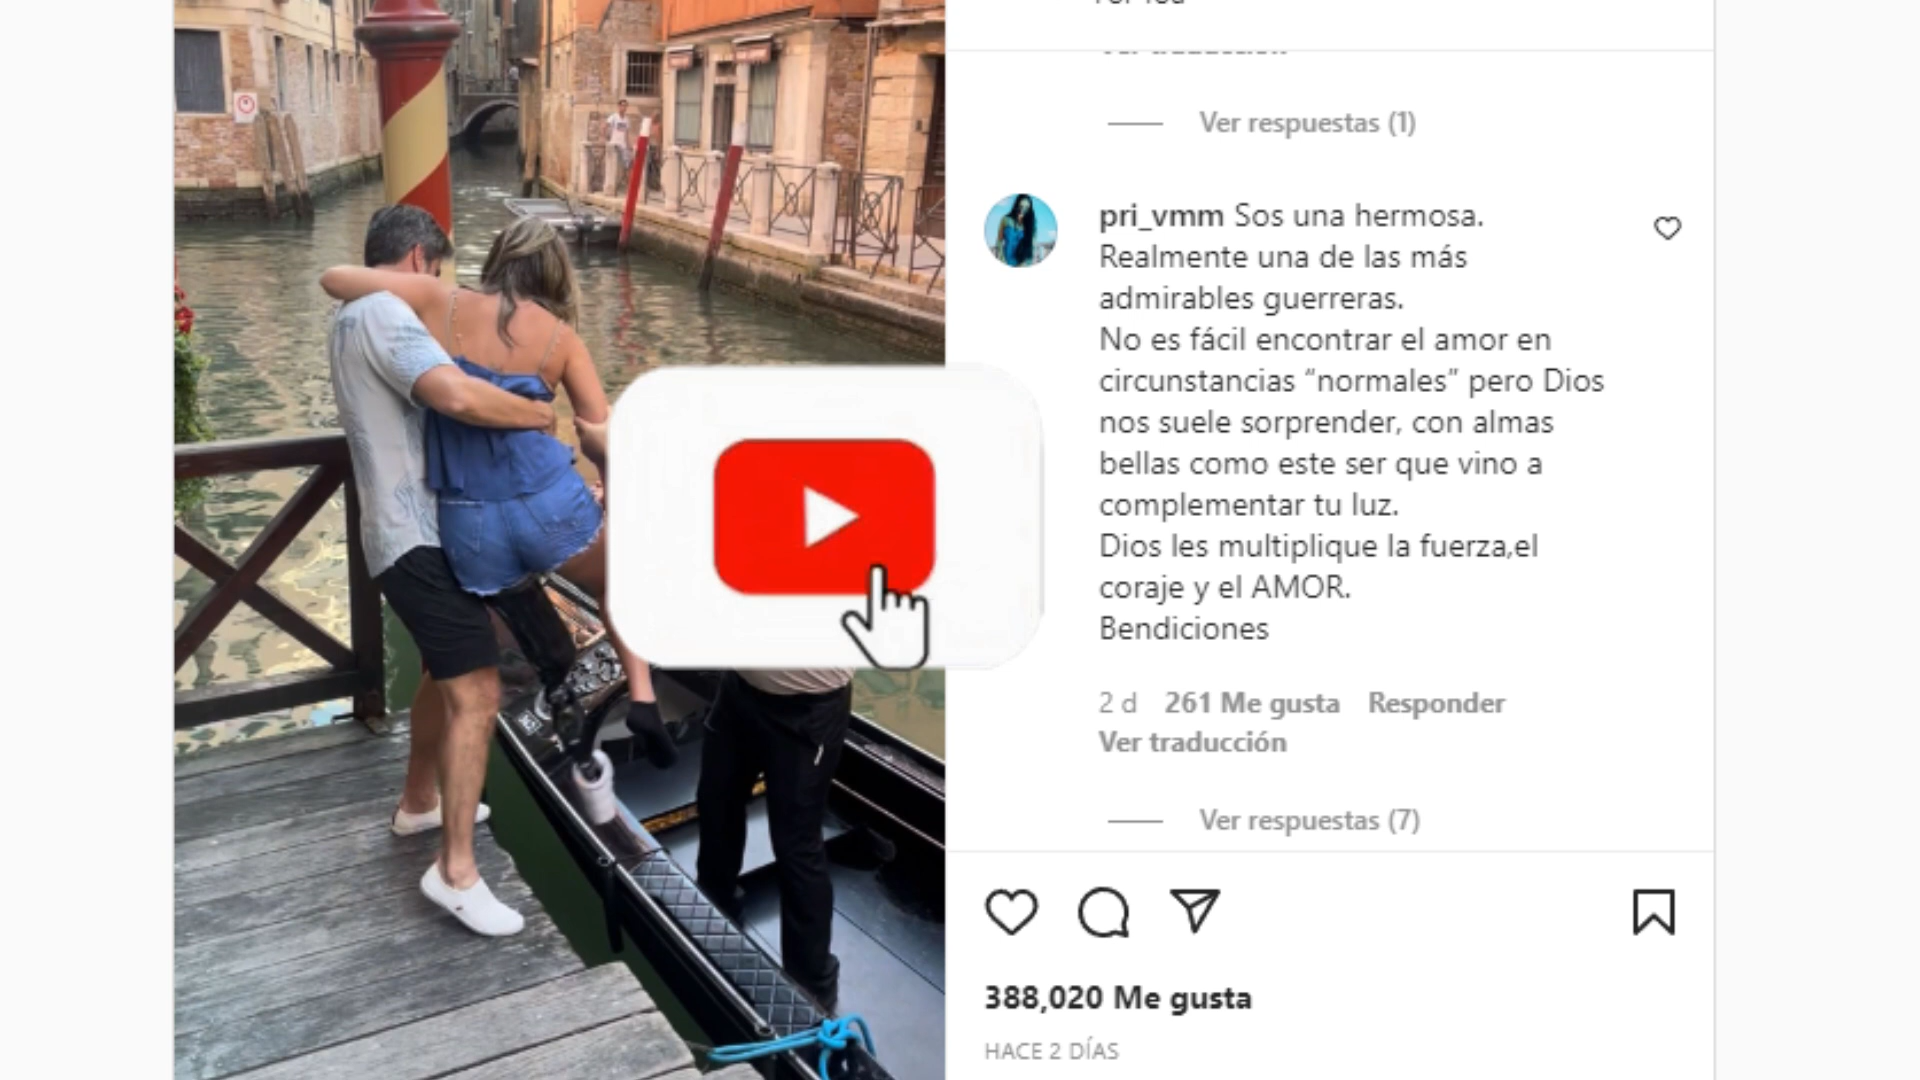 Ver respuestas (1)
pri_vmm Sos una hermosa.
Realmente una de las más
admirables guerreras.
No es fácil encontrar el amor en
circunstancias “normales” pero Dios
nos suele sorprender, con almas
bellas como este ser que vino a
complementar tu luz.
Dios les multiplique la fuerza,el
coraje y el AMOR.
Bendiciones
2 d 261 Me gusta Responder
Ver traducción
Ver respuestas (7)
388,020 Me gusta
HACE 2 DÍAS